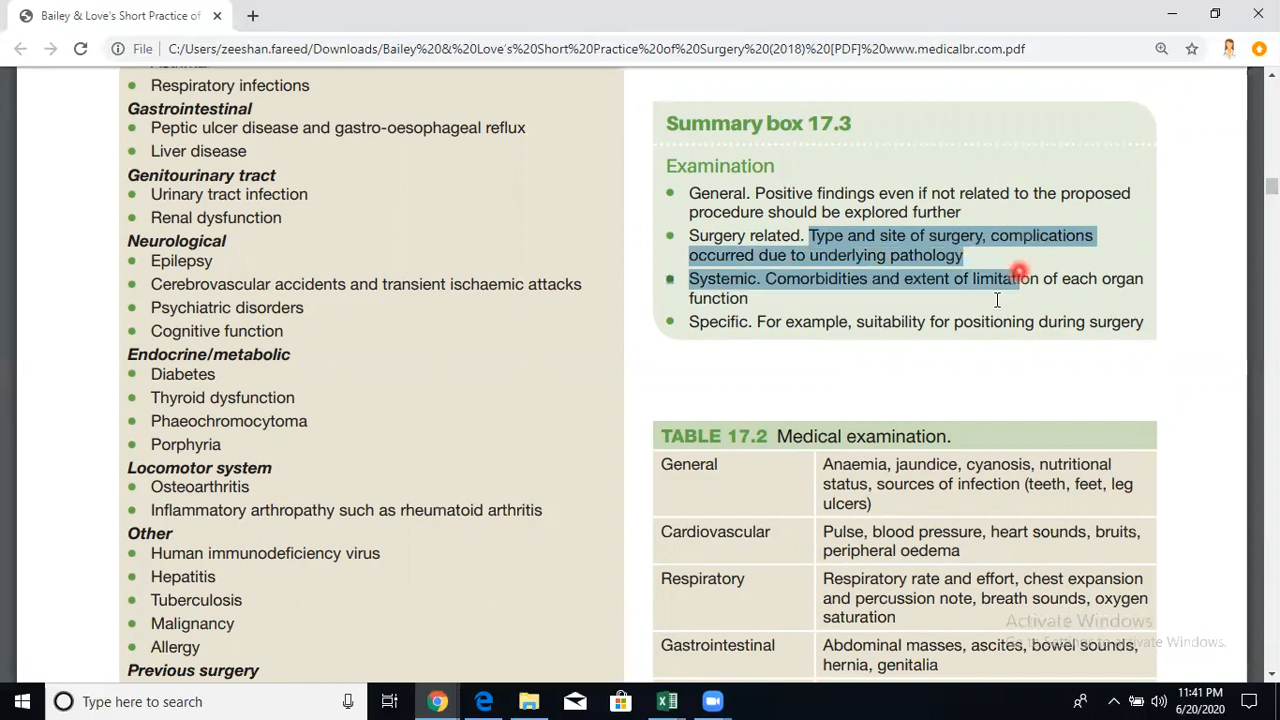 Bailey & Love's Short Practice of
File
C:/Users/zeeshan.fareed/Downloads/Bailey%20&%20Love's%20Short%20Practice%20of%20Surgery%20(2018)%20[PDF]%20www.medicalbr.com.pdf
Respiratory infections
Gastrointestinal
Peptic ulcer disease and gastro-oesophageal reflux
Liver disease
Genitourinary tract
Urinary tract infection
Renal dysfunction
Neurological
Epilepsy
Cerebrovascular accidents and transient ischaemic attacks
Psychiatric disorders
Cognitive function
Endocrine/metabolic
Diabetes
Thyroid dysfunction
Phaeochromocytoma
Porphyria
Locomotor system
Osteoarthritis
Inflammatory arthropathy such as rheumatoid arthritis
Other
Human immunodeficiency virus
Hepatitis
Tuberculosis
Malignancy
Allergy
Previous surgery
Summary box 17.3
Examination
General. Positive findings even if not related to the proposed
procedure should be explored further
Surgery related. Type and site of surgery, complications
occurred due to underlying pathology
Systemic. Comorbidities and extent of limitation of each organ
function
Specific. For example, suitability for positioning during surgery
TABLE 17.2 Medical examination.
General
Anaemia, jaundice, cyanosis, nutritional
status, sources of infection (teeth, feet, leg
ulcers)
Cardiovascular
Pulse, blood pressure, heart sounds, bruits,
peripheral oedema
Respiratory
Respiratory rate and effort, chest expansion
and percussion note, breath sounds, oxygen
saturation
Gastrointestinal
Abdominal masses, ascites, bowel sounds,
hernia, genitalia
Activate Windows
Go to Settings to activate Windows.
Type here to search
11:41 PM
6/20/2020